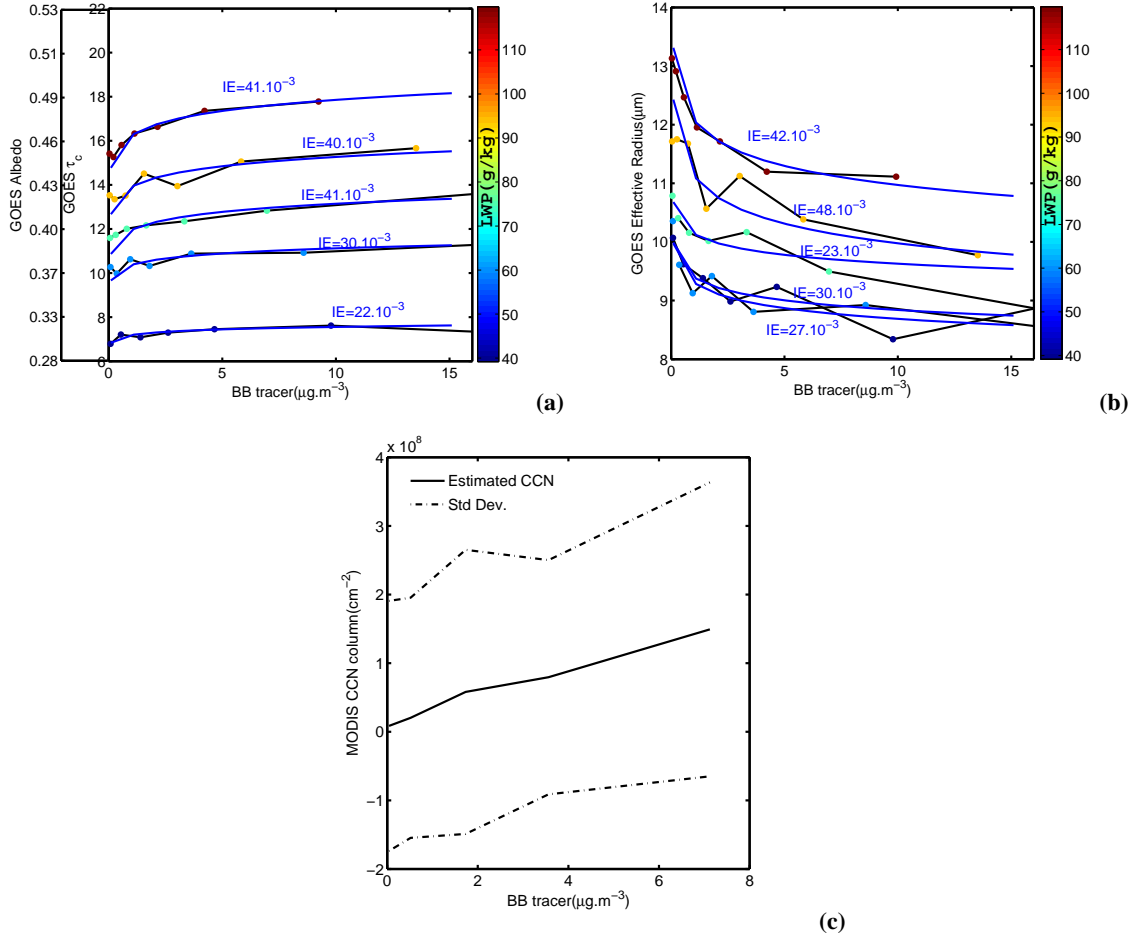 0.53
0.49
0.46
0.43
0.40
0.37
0.33
0.28
GOES Albedo
22
20
18
16
14
12
10
8
6
GOES τc
IE=41.10−3
IE=40.10−3
IE=41.10−3
IE=30.10−3
IE=22.10−3
0
5
10
15
BB tracer(μg.m−3)
110
100
90
80
70
60
50
40
LWP(g/kg)
(a)
14
13
12
11
10
9
8
GOES Effective Radius(μm)
IE=42.10−3
IE=48.10−3
IE=23.10−3
IE=30.10−3
IE=27.10−3
0
5
10
15
BB tracer(μg.m−3)
110
100
90
80
70
60
50
40
LWP(g/kg)
(b)
x 10^8
4
3
2
1
0
−1
−2
MODIS CCN column(cm−2)
Estimated CCN
Std Dev.
0
2
4
6
8
BB tracer(μg.m−3)
(c)